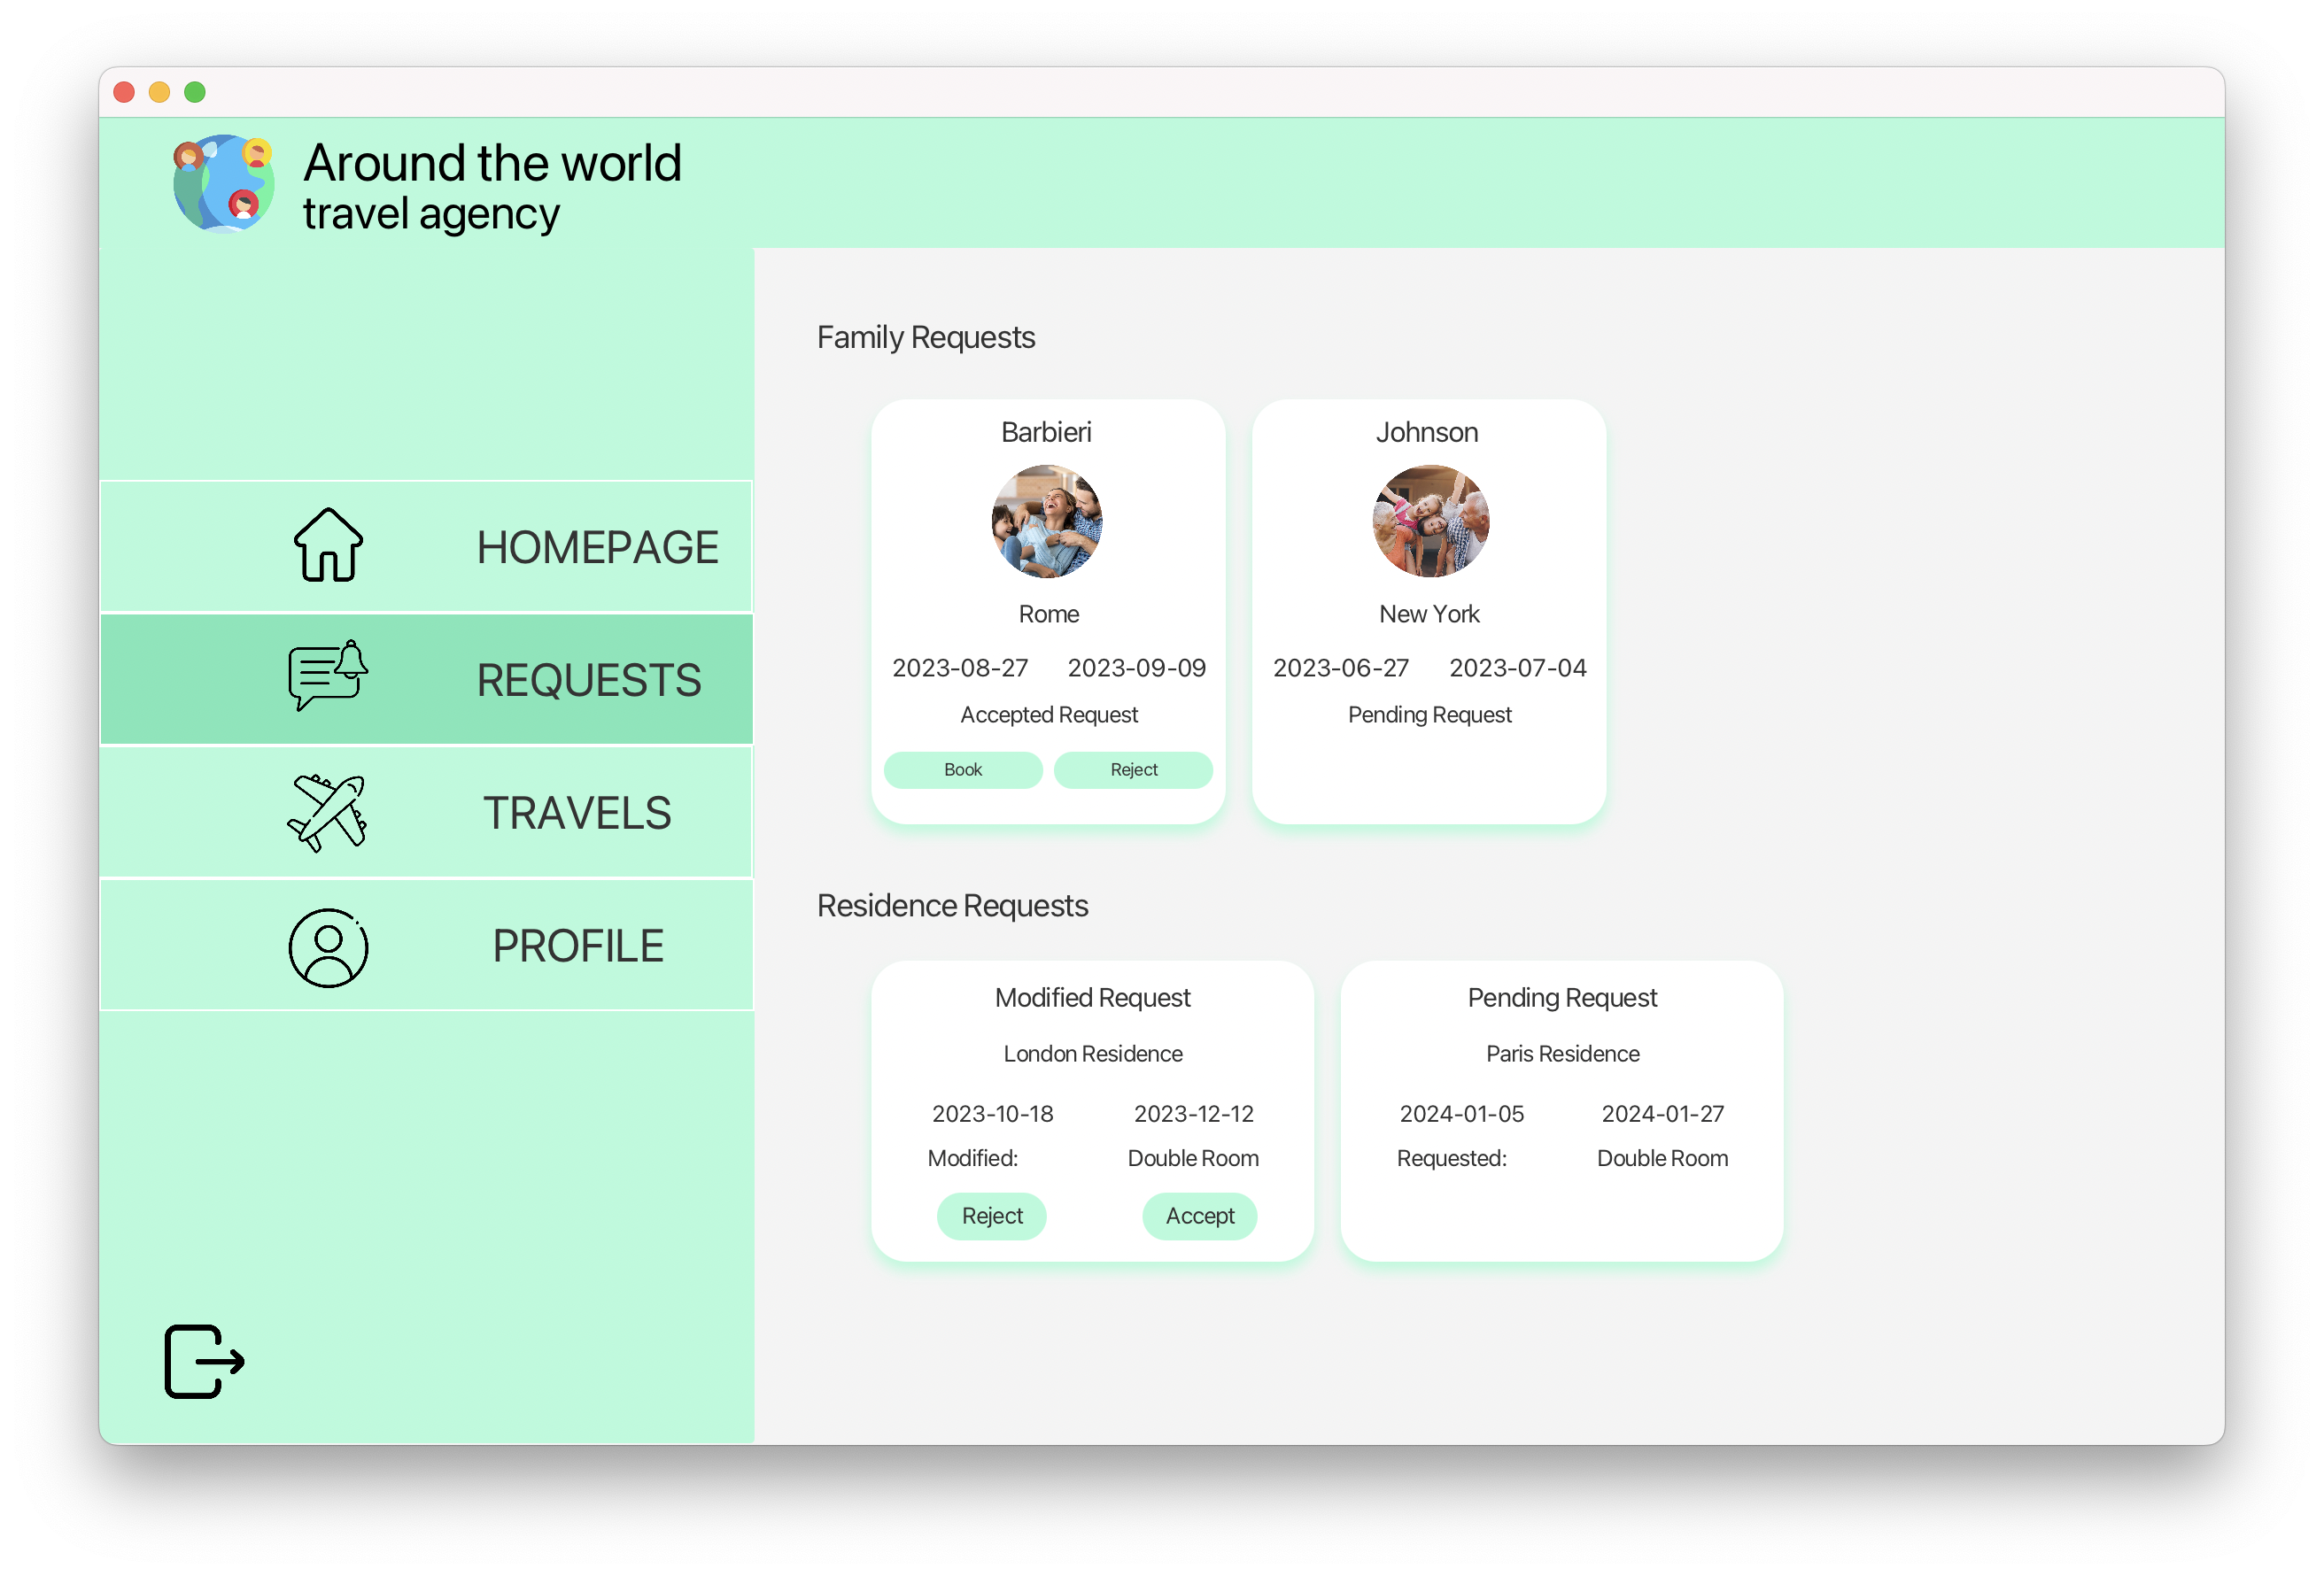 Around the world
travel agency
HOMEPAGE
REQUESTS
TRAVELS
PROFILE
Family Requests
Barbieri
Rome
2023-08-27 2023-09-09
Accepted Request
Book Reject
Johnson
New York
2023-06-27 2023-07-04
Pending Request
Residence Requests
Modified Request
London Residence
2023-10-18 2023-12-12
Modified: Double Room
Reject Accept
Pending Request
Paris Residence
2024-01-05 2024-01-27
Requested: Double Room